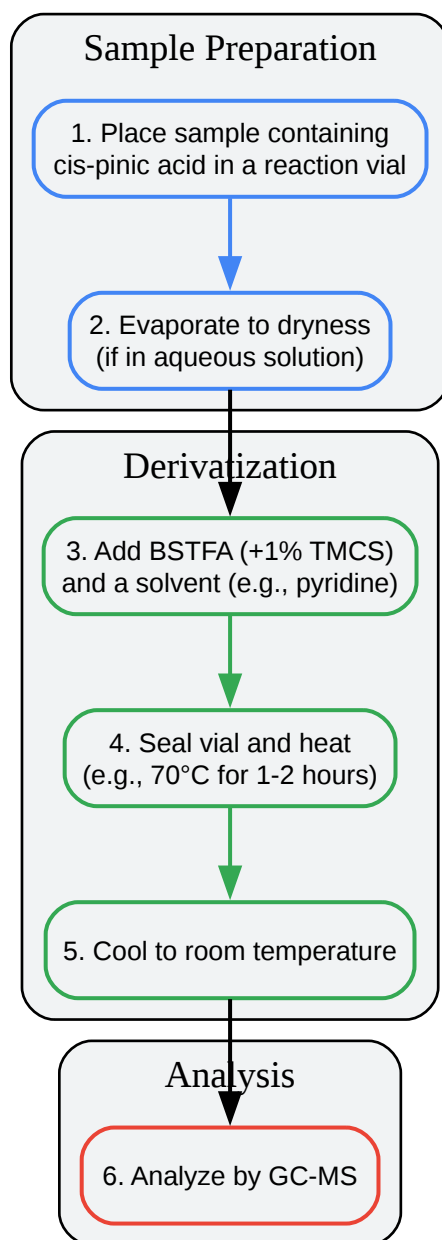 Sample Preparation
1. Place sample containing
cis-pinic acid in a reaction vial
2. Evaporate to dryness
(if in aqueous solution)
Derivatization
3. Add BSTFA (+1% TMCS)
and a solvent (e.g., pyridine)
4. Seal vial and heat
(e.g., 70°C for 1-2 hours)
5. Cool to room temperature
Analysis
6. Analyze by GC-MS